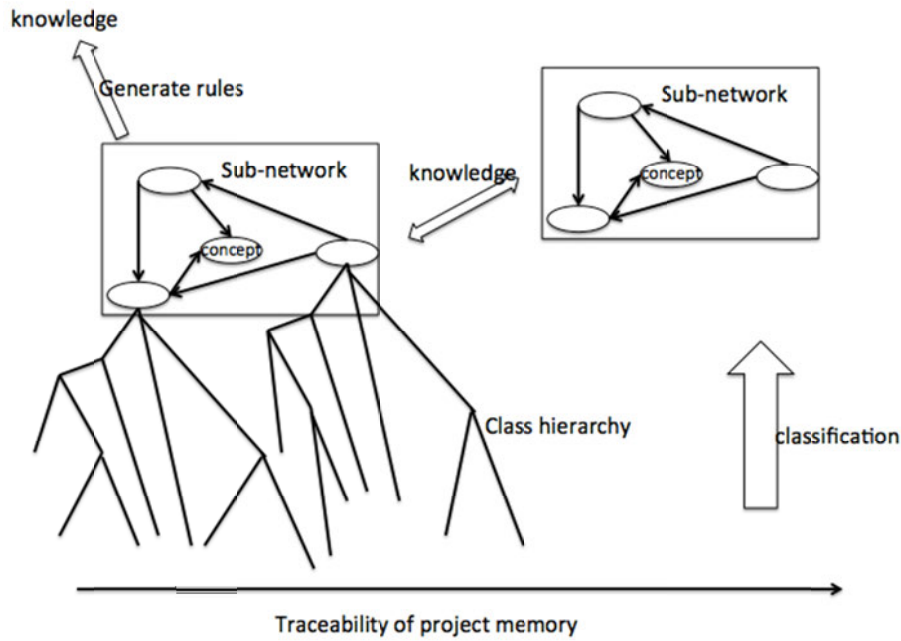 knowledge
Generate rules
Sub-network
concept
knowledge
Sub-network
concept
Class hierarchy
classification
Traceability of project memory